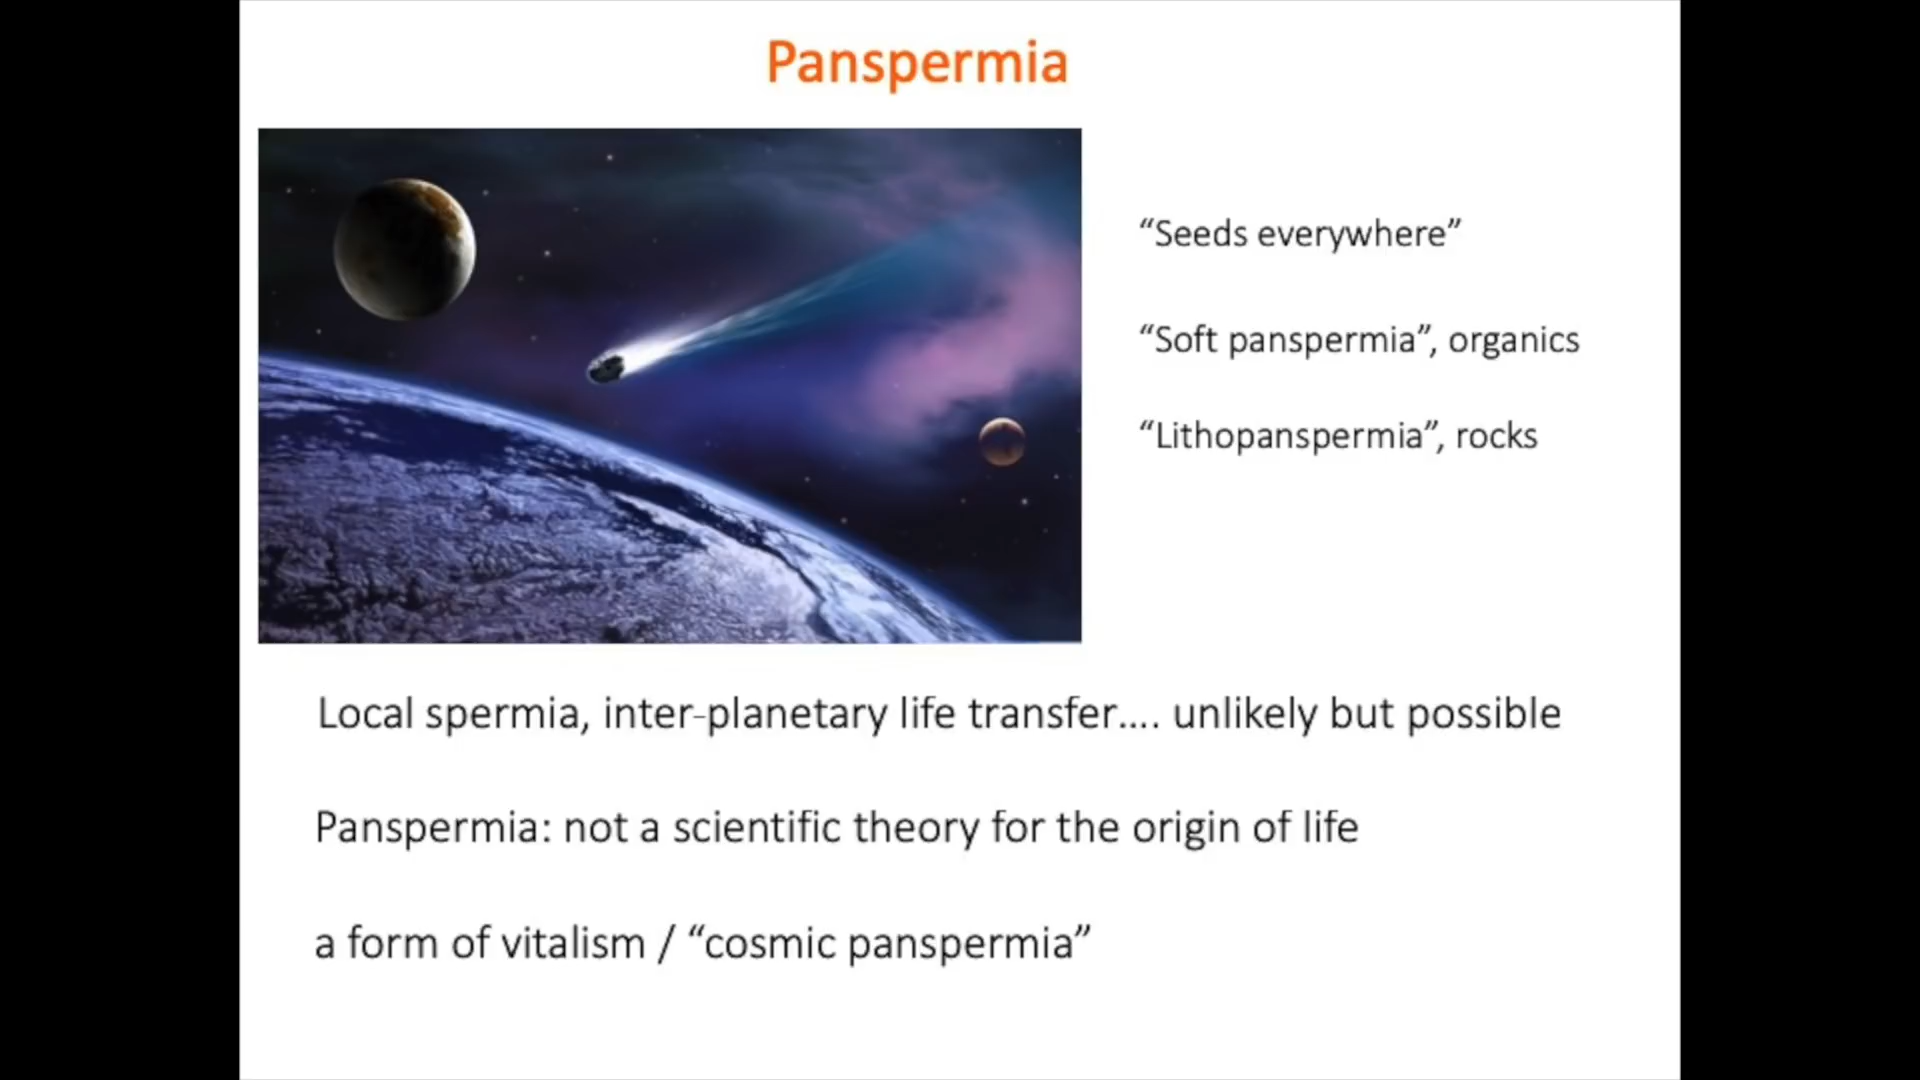 Panspermia
“Seeds everywhere”
“Soft panspermia”, organics
“Lithopanspermia”, rocks
Local spermia, inter-planetary life transfer…. unlikely but possible
Panspermia: not a scientific theory for the origin of life
a form of vitalism / “cosmic panspermia”